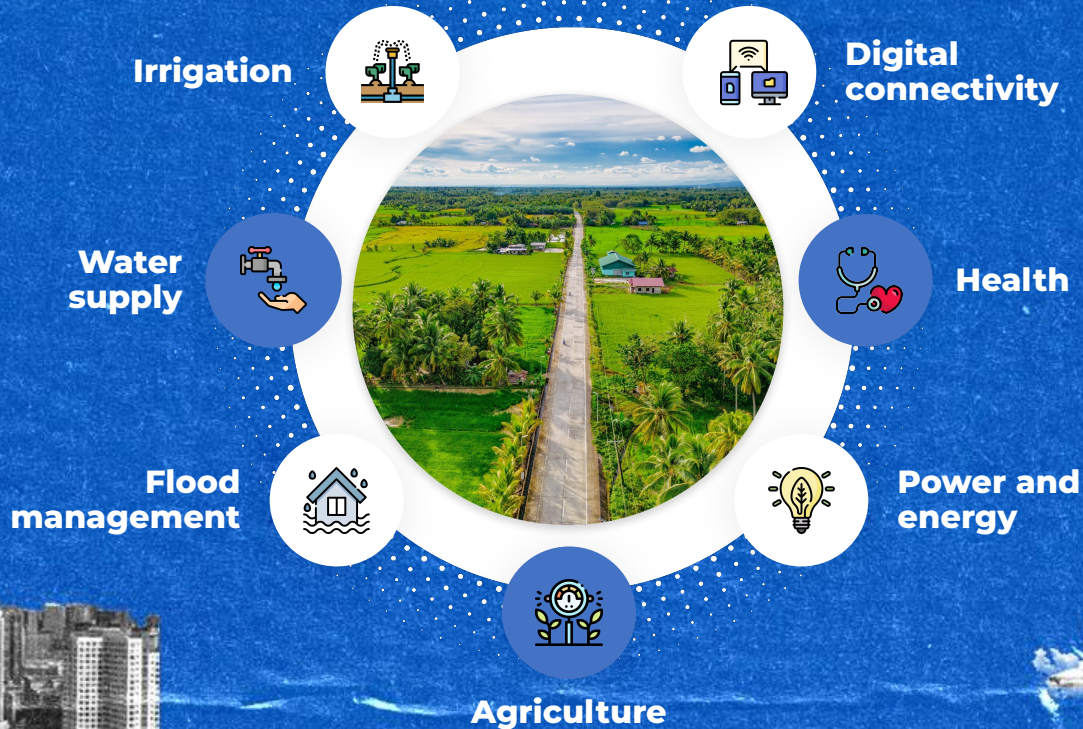 Irrigation
Digital
connectivity
Water
supply
Health
Flood
management
Power and
energy
Agriculture